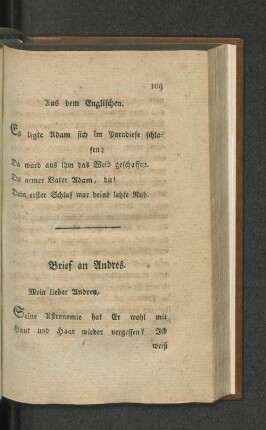 169
Aus dem Englischen.
Es legte Adam sich im Paradiese schla-
fen;
Da ward aus ihm das Weib geschaffen.
Du armer Vater Adam, du!
Dein erster Schlaf war deine letzte Ruh.
Brief an Andres.
Mein lieber Andres,
Seine Astronomie hat Er wohl mit
Haut und Haar wieder vergessen? Ich
weiß